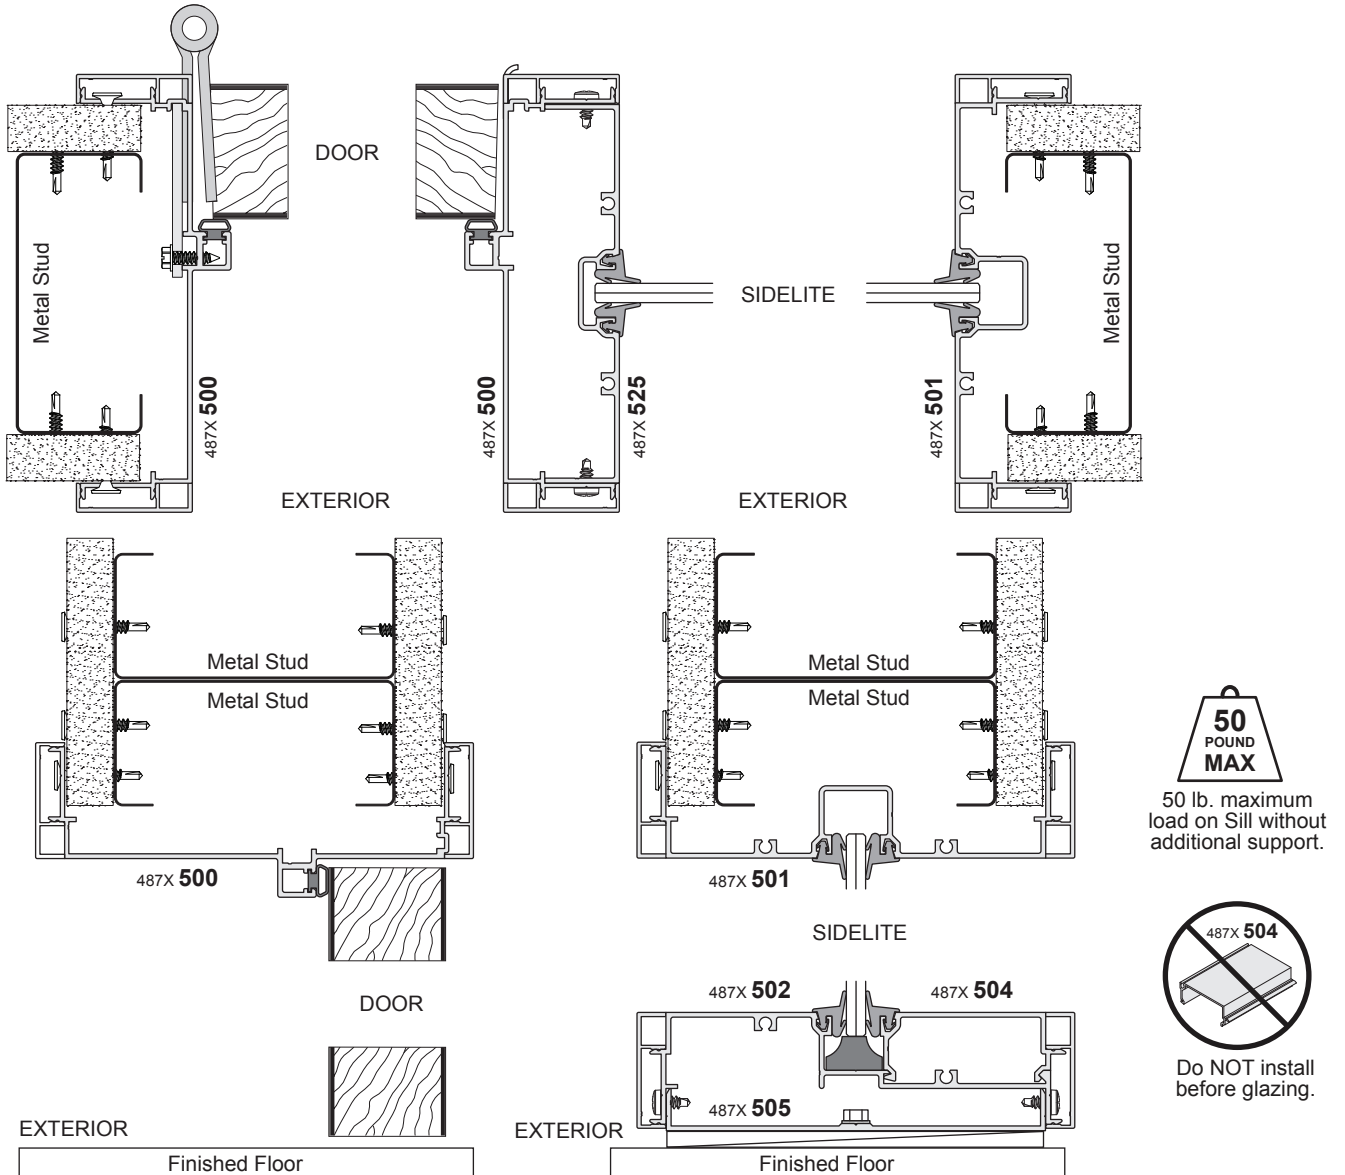 DOOR
Metal Stud
SIDELITE
Metal Stud
487X 500
487X 500
487X 525
487X 501
EXTERIOR
EXTERIOR
Metal Stud
Metal Stud
Metal Stud
Metal Stud
50
POUND
MAX
50 lb. maximum
load on Sill without
additional support.
487X 500
487X 501
SIDELITE
487X 504
487X 502
487X 504
DOOR
Do NOT install
before glazing.
487X 505
EXTERIOR
EXTERIOR
Finished Floor
Finished Floor